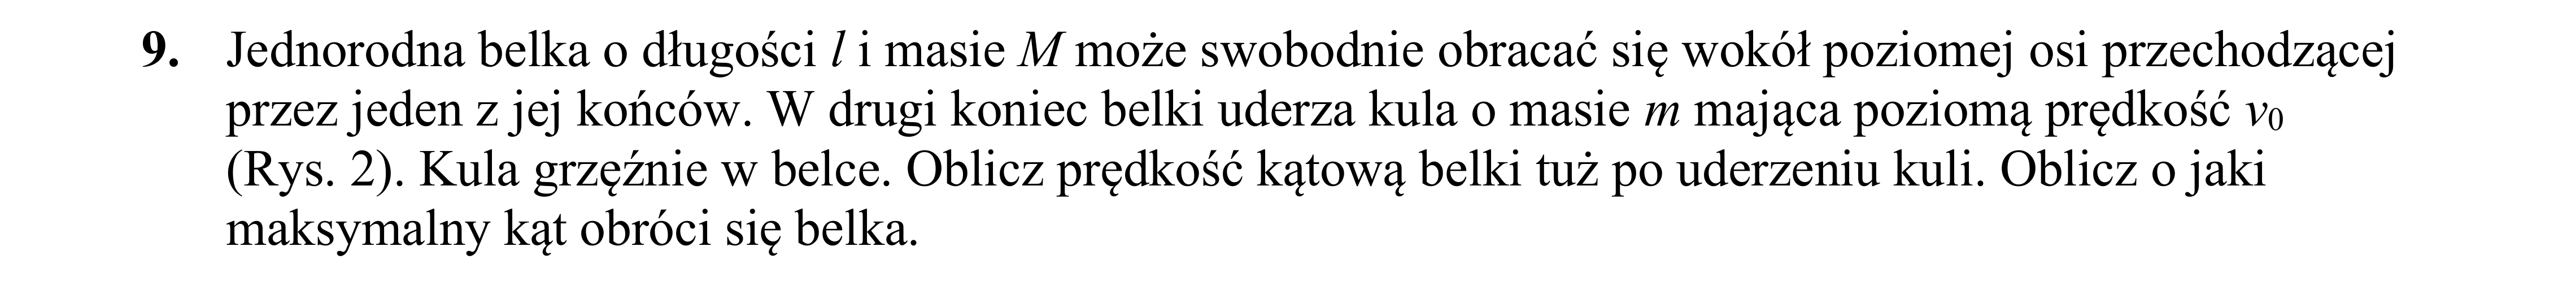 9. Jednorodna belka o długości l i masie M może swobodnie obracać się wokół poziomej osi przechodzącej
przez jeden z jej końców. W drugi koniec belki uderza kula o masie m mająca poziomą prędkość v₀
(Rys. 2). Kula grzęźnie w belce. Oblicz prędkość kątową belki tuż po uderzeniu kuli. Oblicz o jaki
maksymalny kąt obróci się belka.